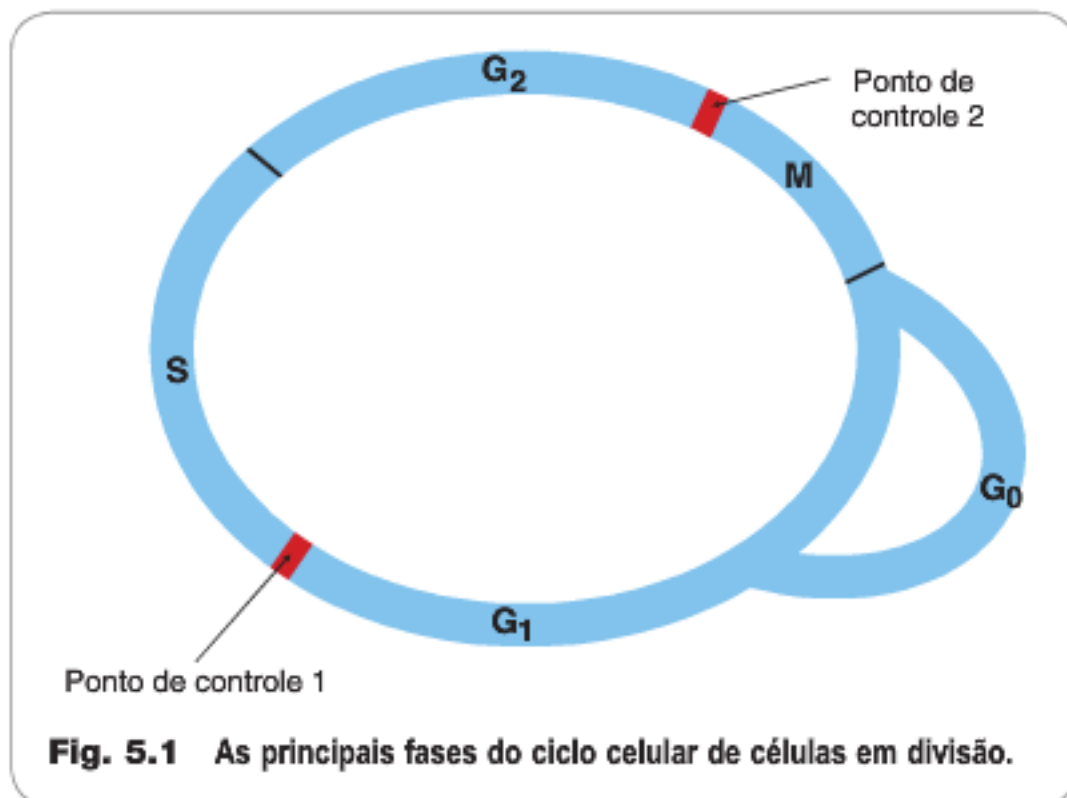 G₂
Ponto de
controle 2
M
S
G₀
G₁
Ponto de controle 1
Fig. 5.1 As principais fases do ciclo celular de células em divisão.